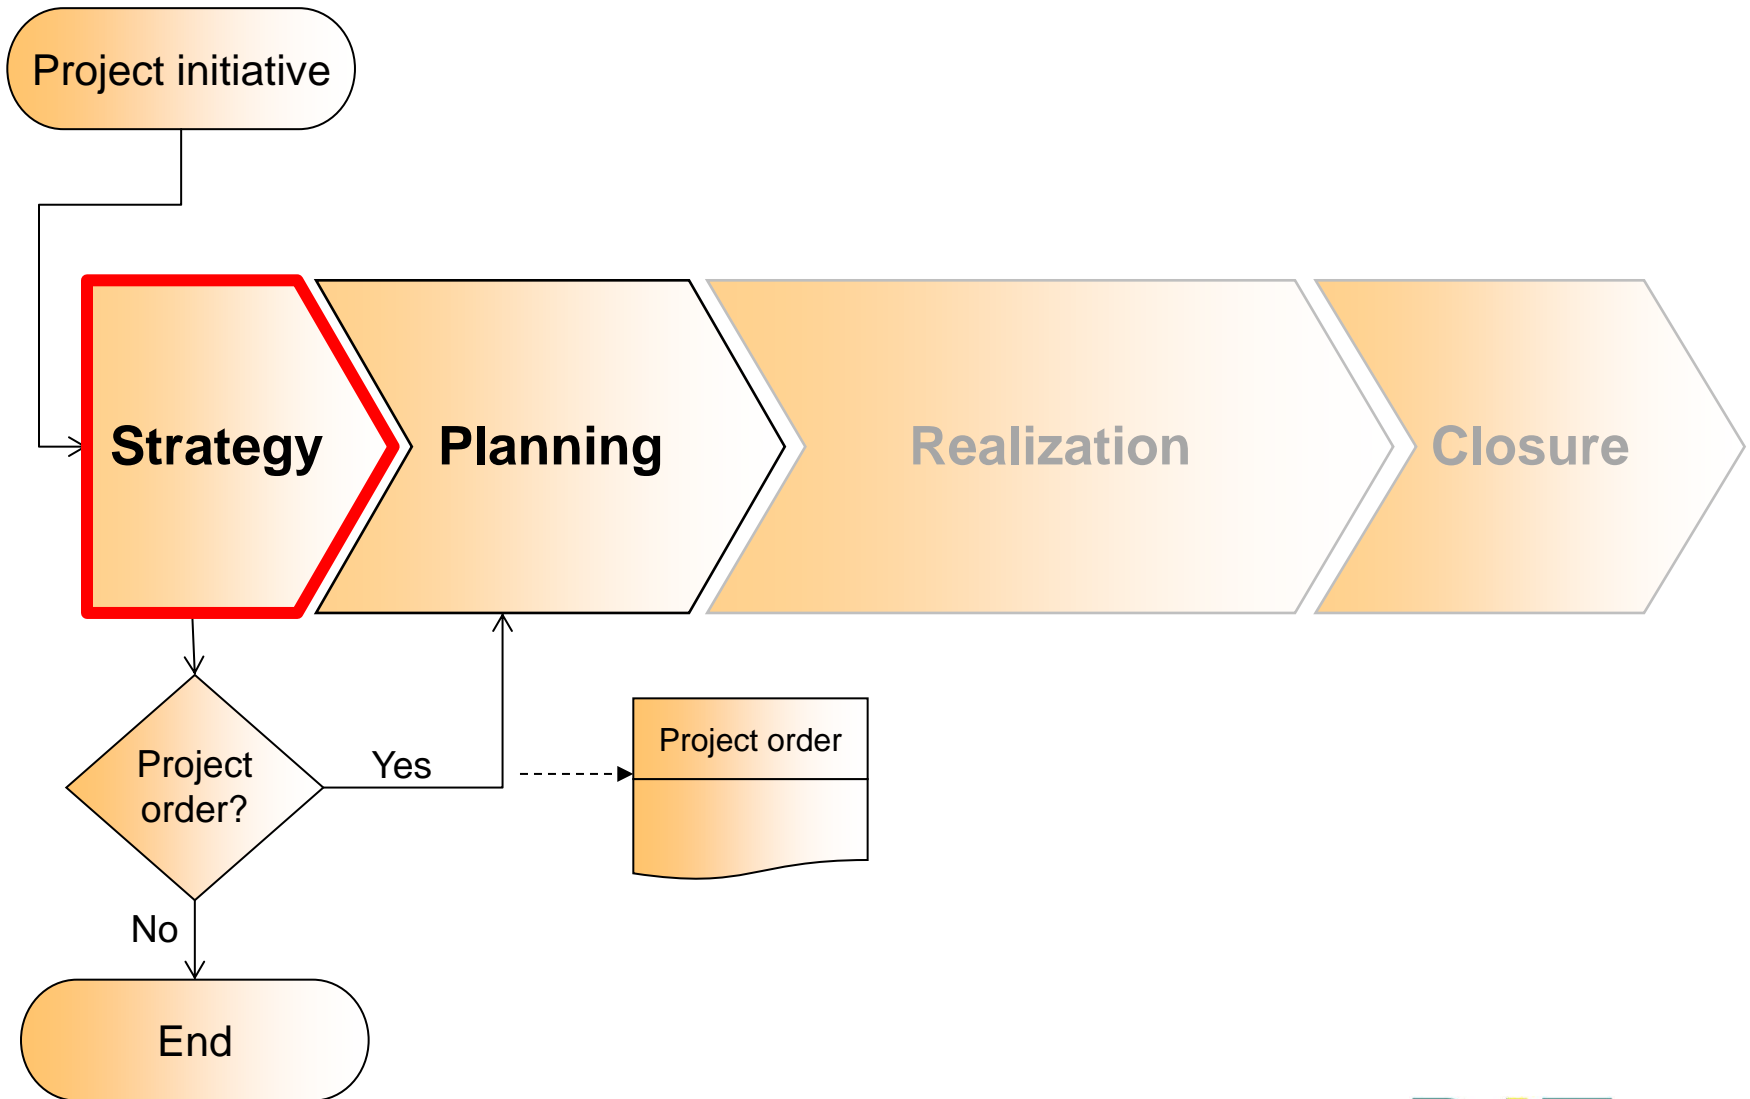 Project initiative
Strategy
Planning
Realization
Closure
Project
order?
Yes
Project order
No
End